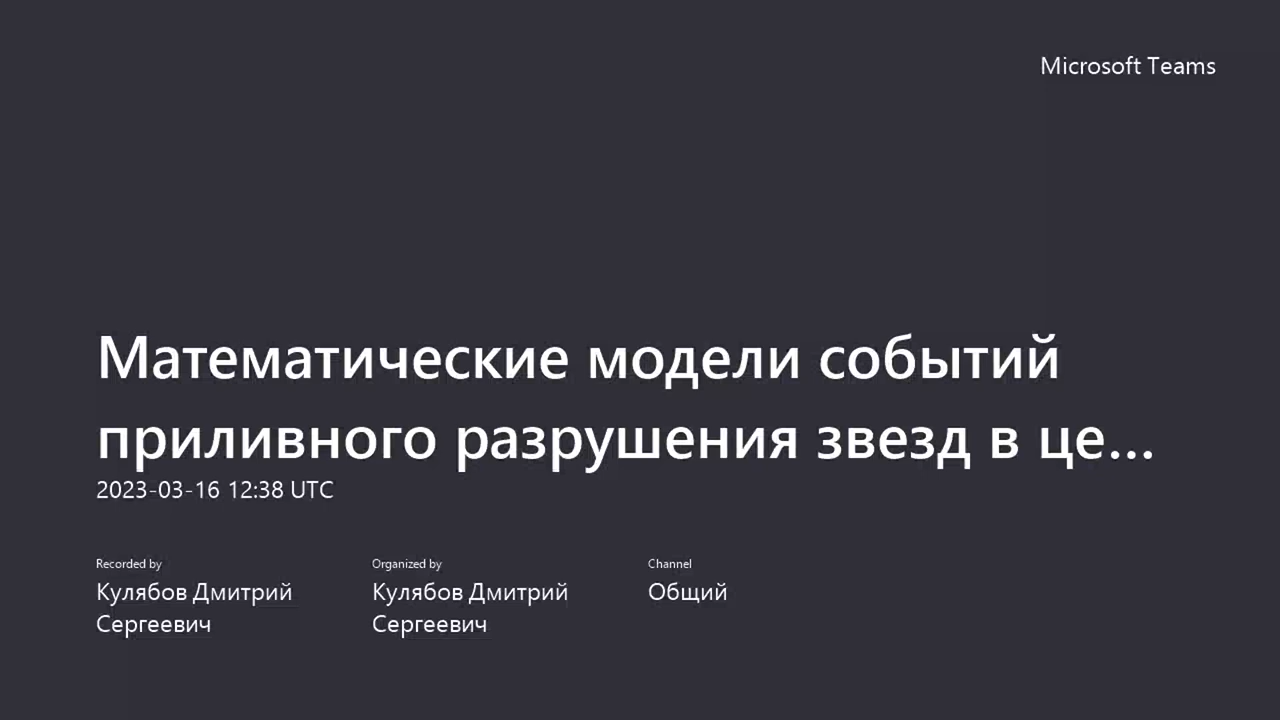 Microsoft Teams
Математические модели событий
приливного разрушения звезд в це...
2023-03-16 12:38 UTC
Recorded by
Кулябов Дмитрий
Сергеевич
Organized by
Кулябов Дмитрий
Сергеевич
Channel
Общий